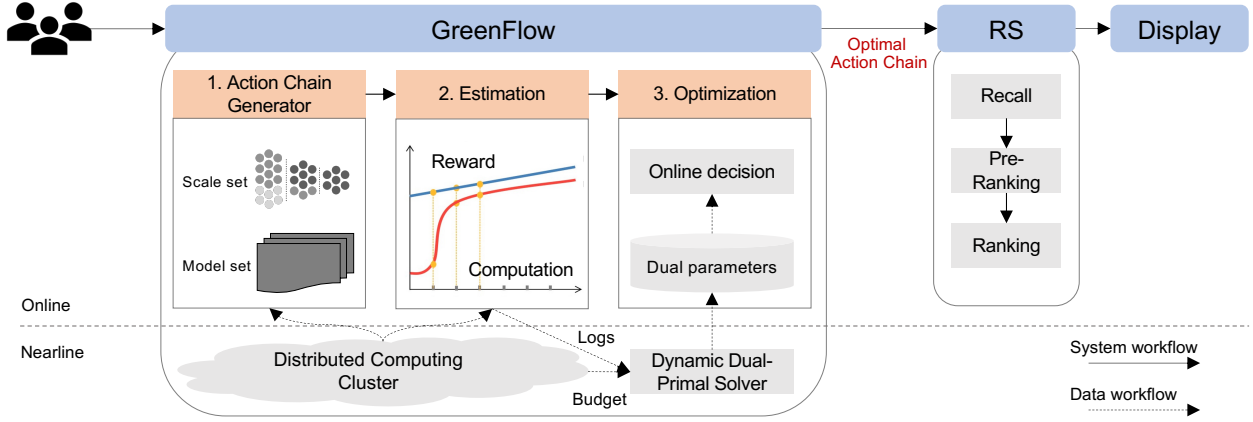 GreenFlow
Optimal
Action Chain
RS
Display
1. Action Chain
Generator
2. Estimation
3. Optimization
Scale set
Model set
Reward
Computation
Online decision
Dual parameters
Recall
Pre-
Ranking
Ranking
Online
Nearline
Distributed Computing
Cluster
Logs
Budget
Dynamic Dual-
Primal Solver
System workflow
Data workflow